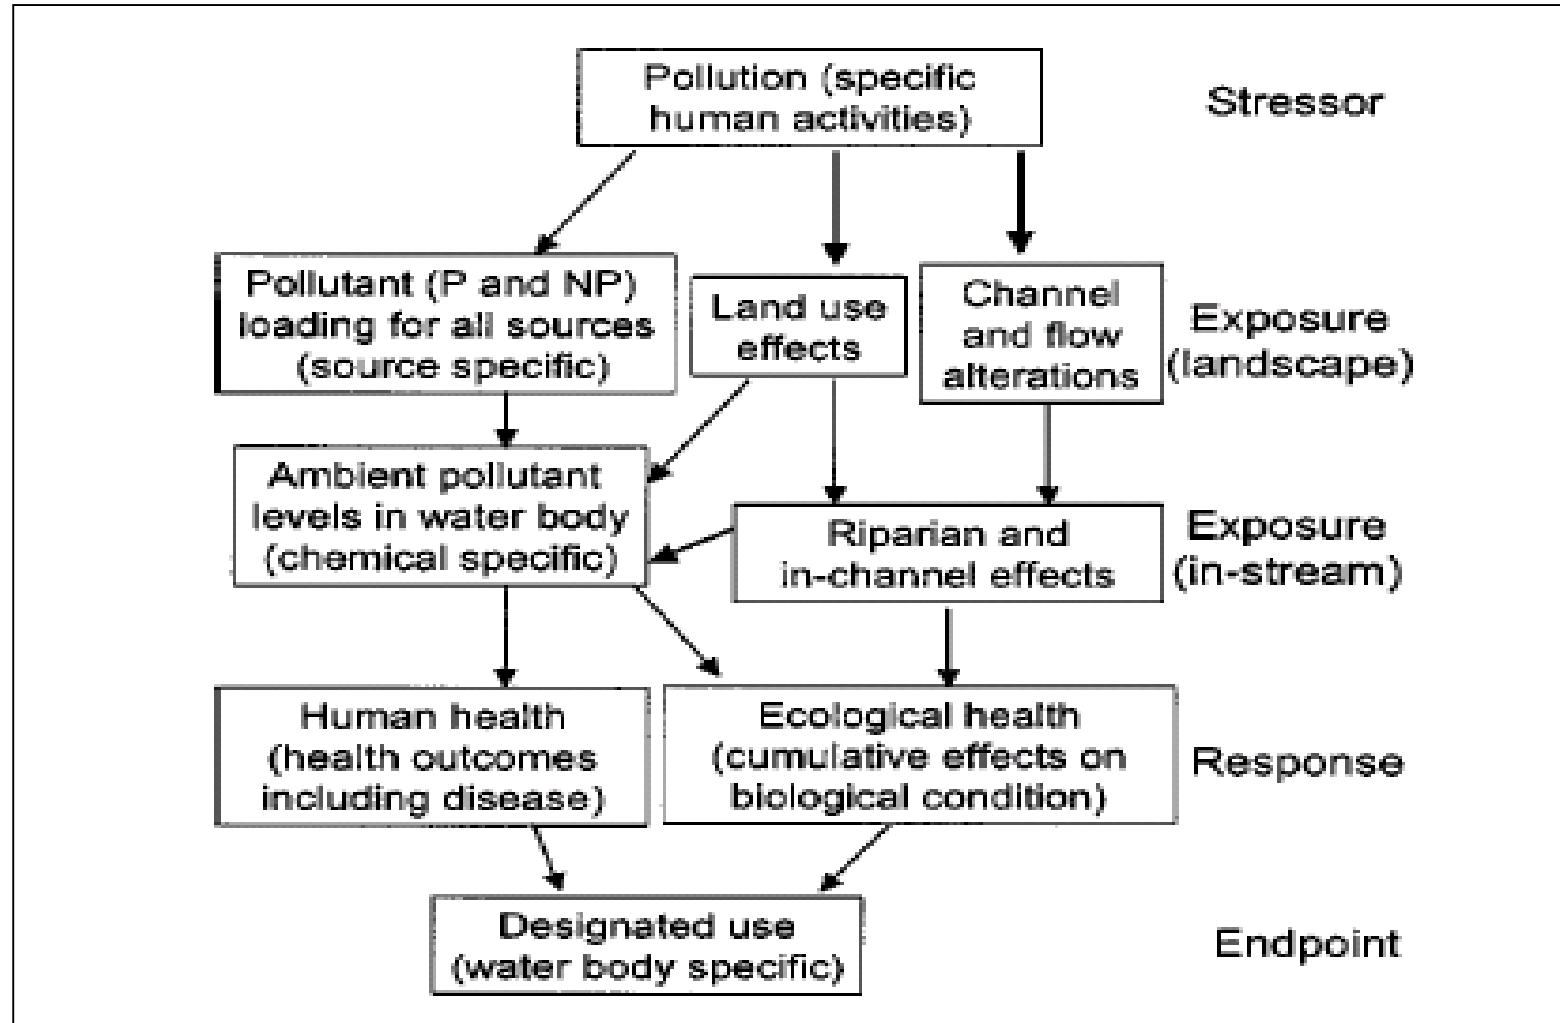 Pollution (specific
human activities)
Stressor
Pollutant (P and NP)
loading for all sources
(source specific)
Land use
effects
Channel
and flow
alterations
Exposure
(landscape)
Ambient pollutant
levels in water body
(chemical specific)
Riparian and
in-channel effects
Exposure
(in-stream)
Human health
(health outcomes
including disease)
Ecological health
(cumulative effects on
biological condition)
Response
Designated use
(water body specific)
Endpoint